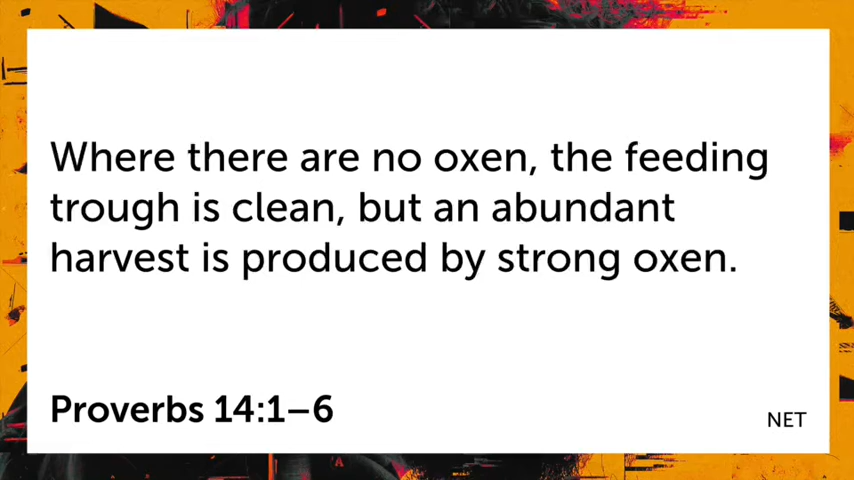 Where there are no oxen, the feeding
trough is clean, but an abundant
harvest is produced by strong oxen.
Proverbs 14:1–6
NET